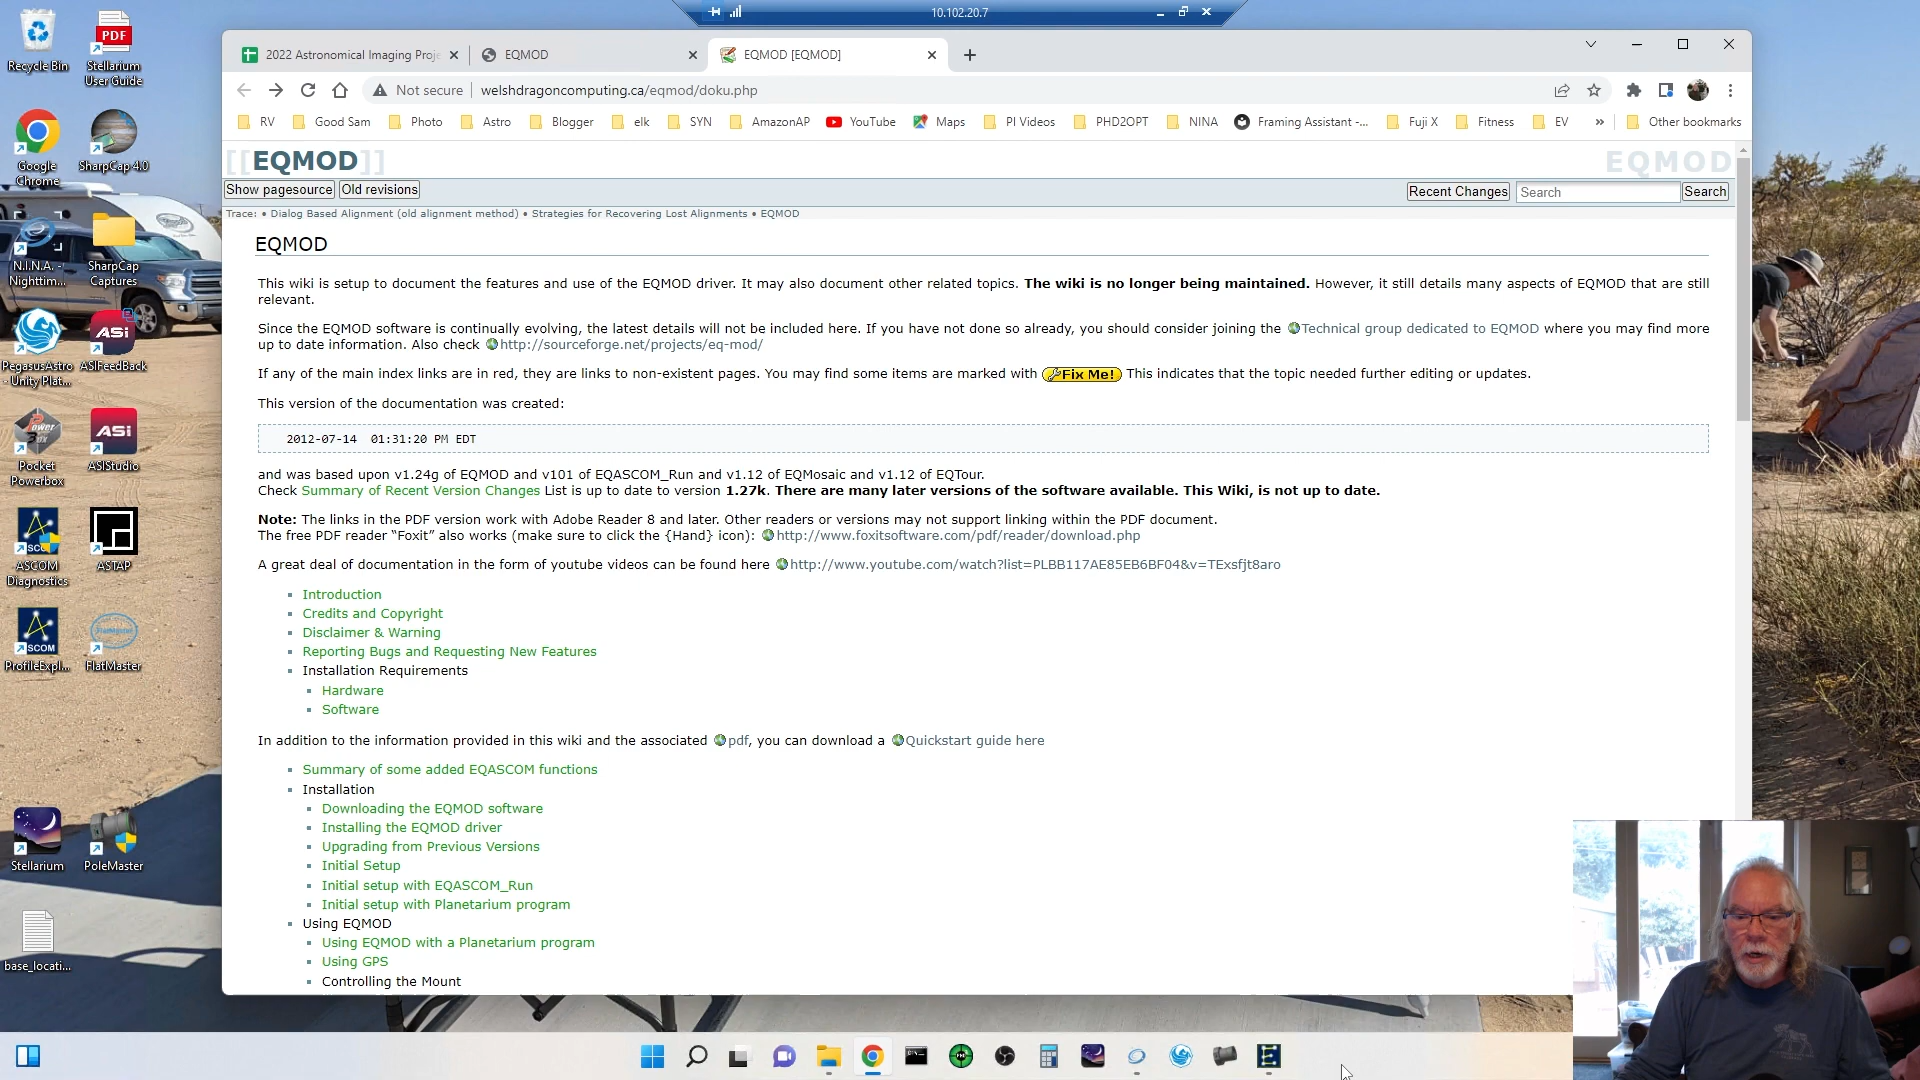 10.102.20.7
2022 Astronomical Imaging Proje
EQMOD
EQMOD [EQMOD]
Not secure
welshdragoncomputing.ca/eqmod/doku.php
RV
Good Sam
Photo
Astro
Blogger
elk
SYN
AmazonAP
YouTube
Maps
PI Videos
PHD2OPT
NINA
Framing Assistant -...
Fuji X
Fitness
EV
»
Other bookmarks
[[EQMOD]]
EQMOD
Show pagesource
Old revisions
Recent Changes
Search
Search
Trace: • Dialog Based Alignment (old alignment method) • Strategies for Recovering Lost Alignments • EQMOD
EQMOD
This wiki is setup to document the features and use of the EQMOD driver. It may also document other related topics. The wiki is no longer being maintained. However, it still details many aspects of EQMOD that are still
relevant.
Since the EQMOD software is continually evolving, the latest details will not be included here. If you have not done so already, you should consider joining the Technical group dedicated to EQMOD where you may find more
up to date information. Also check http://sourceforge.net/projects/eq-mod/
If any of the main index links are in red, they are links to non-existent pages. You may find some items are marked with Fix Me! This indicates that the topic needed further editing or updates.
This version of the documentation was created:
2012-07-14  01:31:20 PM EDT
and was based upon v1.24g of EQMOD and v101 of EQASCOM_Run and v1.12 of EQMosaic and v1.12 of EQTour.
Check Summary of Recent Version Changes List is up to date to version 1.27k. There are many later versions of the software available. This Wiki, is not up to date.
Note: The links in the PDF version work with Adobe Reader 8 and later. Other readers or versions may not support linking within the PDF document.
The free PDF reader “Foxit” also works (make sure to click the {Hand} icon): http://www.foxitsoftware.com/pdf/reader/download.php
A great deal of documentation in the form of youtube videos can be found here http://www.youtube.com/watch?list=PLBB117AE85EB6BF04&v=TExsfjt8aro
Introduction
Credits and Copyright
Disclaimer & Warning
Reporting Bugs and Requesting New Features
Installation Requirements
Hardware
Software
In addition to the information provided in this wiki and the associated pdf, you can download a Quickstart guide here
Summary of some added EQASCOM functions
Installation
Downloading the EQMOD software
Installing the EQMOD driver
Upgrading from Previous Versions
Initial Setup
Initial setup with EQASCOM_Run
Initial setup with Planetarium program
Using EQMOD
Using EQMOD with a Planetarium program
Using GPS
Controlling the Mount
Recycle Bin
PDF
Stellarium
User Guide
Google
Chrome
SharpCap 4.0
N.I.N.A. -
Nighttim...
SharpCap
Captures
PegasusAstro
- Unity Plat...
ASi
ASIFeedBack
Pocket
Powerbox
ASi
ASIStudio
ASCOM
Diagnostics
ASTAP
SCOM
ProfileExpl...
FlatMaster
Stellarium
PoleMaster
base_locati...